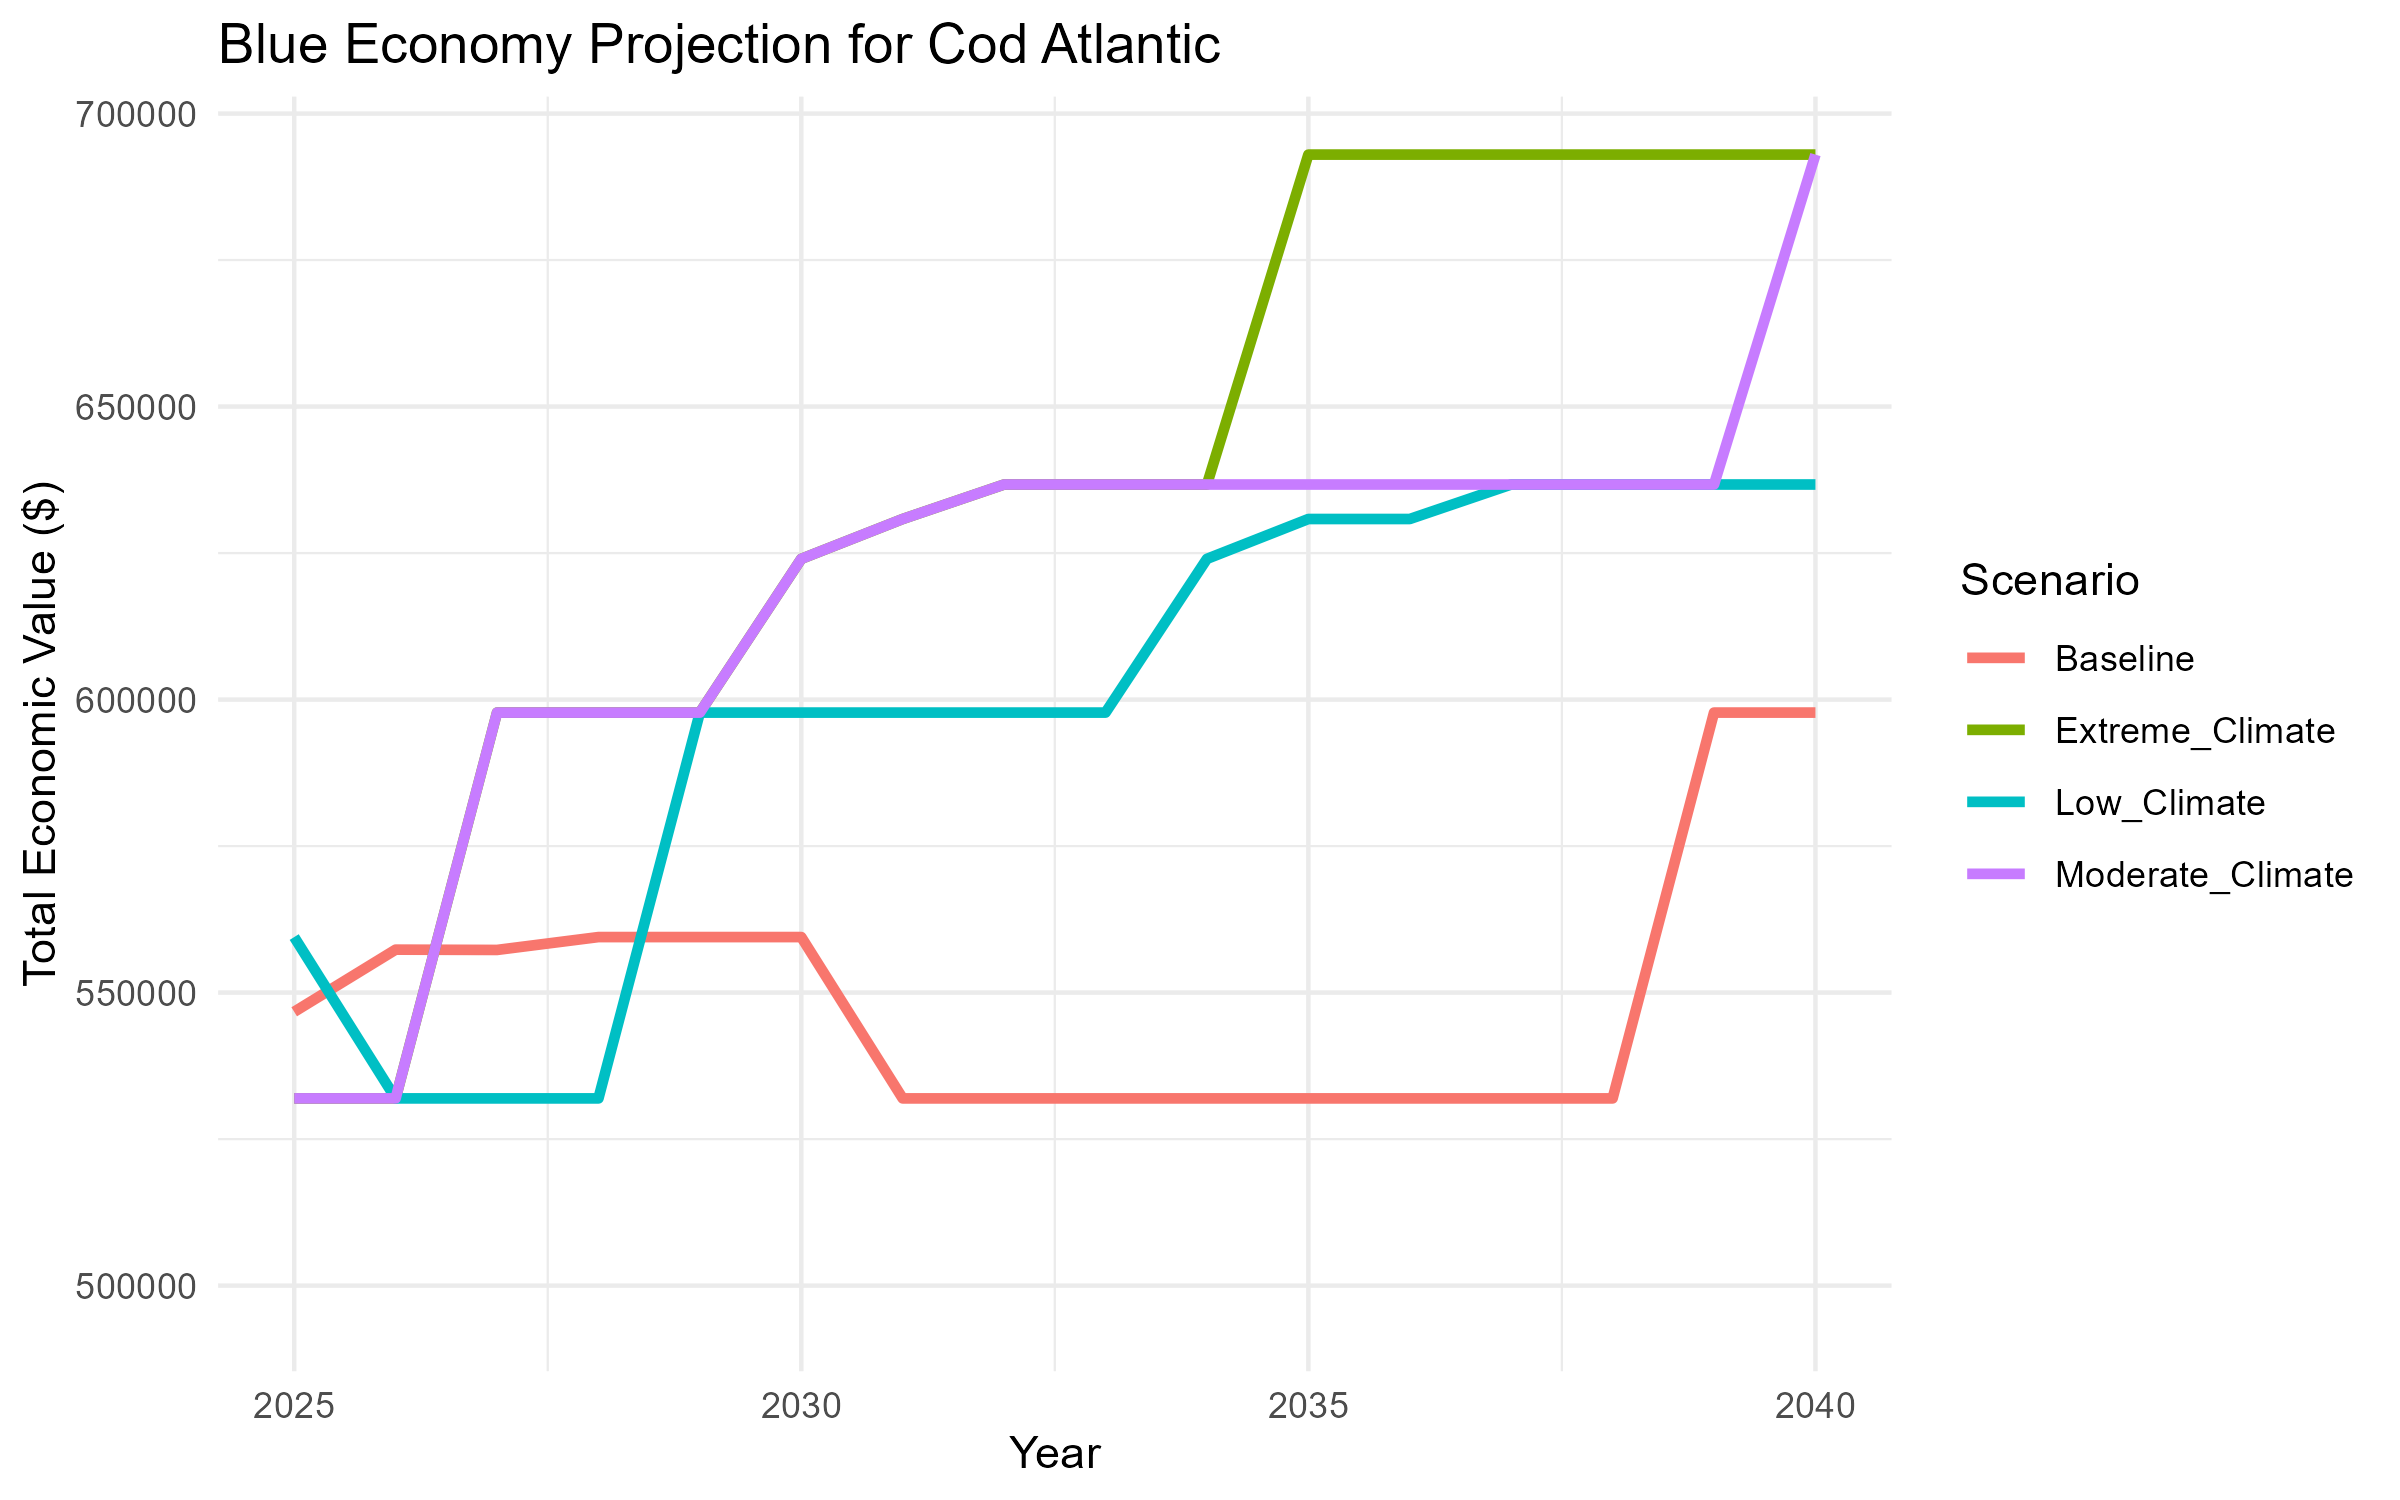 Blue Economy Projection for Cod Atlantic
Total Economic Value ($)
700000
650000
600000
550000
500000
2025 2030 2035 2040
Year
Scenario
Baseline
Extreme_Climate
Low_Climate
Moderate_Climate